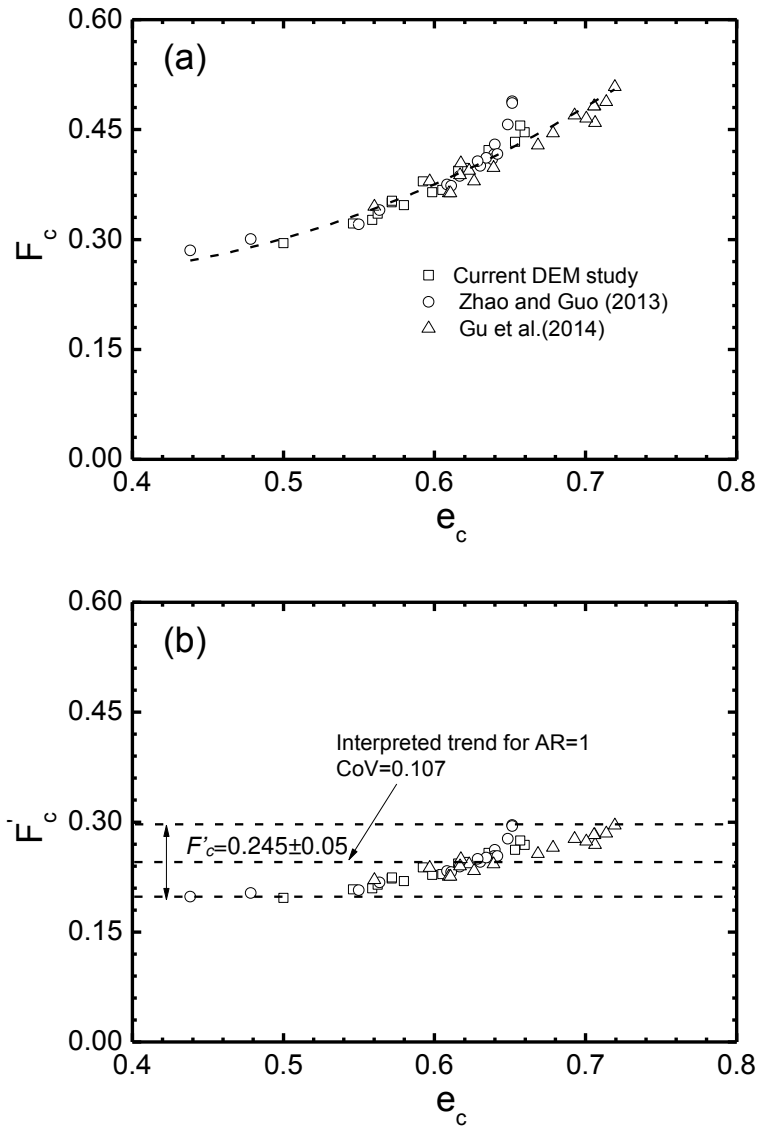 (a)
0.60
0.45
0.30
0.15
0.00
F_c
Current DEM study
Zhao and Guo (2013)
Gu et al.(2014)
0.4 0.5 0.6 0.7 0.8
e_c
(b)
0.60
0.45
0.30
0.15
0.00
F'_c
Interpreted trend for AR=1
CoV=0.107
F'_c=0.245±0.05
0.4 0.5 0.6 0.7 0.8
e_c